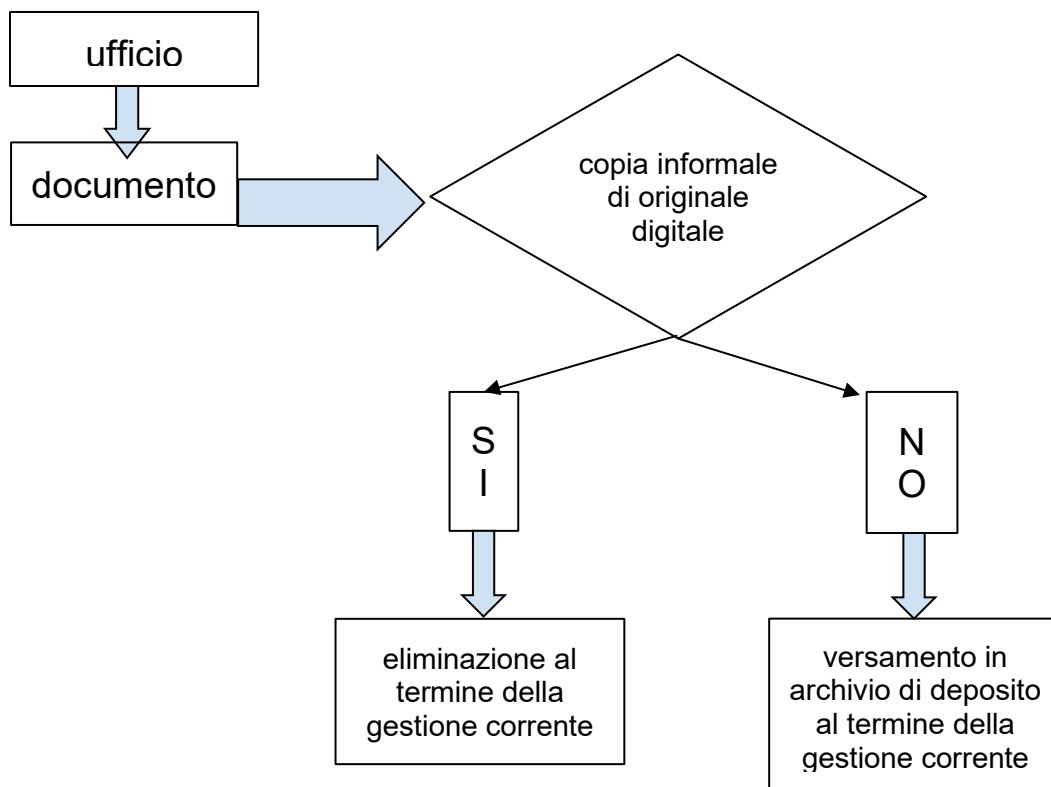 ufficio
documento
copia informale
di originale
digitale
S
I
N
O
eliminazione al
termine della
gestione corrente
versamento in
archivio di deposito
al termine della
gestione corrente